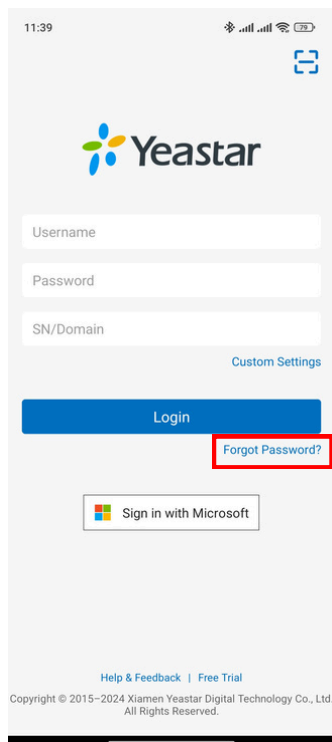 11:39
79
Yeastar
Username
Password
SN/Domain
Custom Settings
Login
Forgot Password?
Sign in with Microsoft
Help & Feedback | Free Trial
Copyright © 2015–2024 Xiamen Yeastar Digital Technology Co., Ltd.
All Rights Reserved.